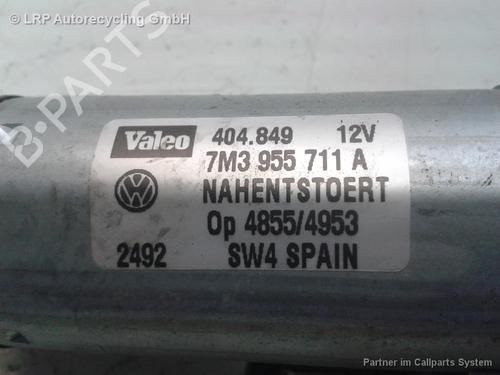 © LRP Autorecycling GmbH
B-PARTS
Valeo 404.849 12V
7M3 955 711 A
NAHENTSTOERT
Op 4855/4953
2492 SW4 SPAIN
Partner im Callparts System